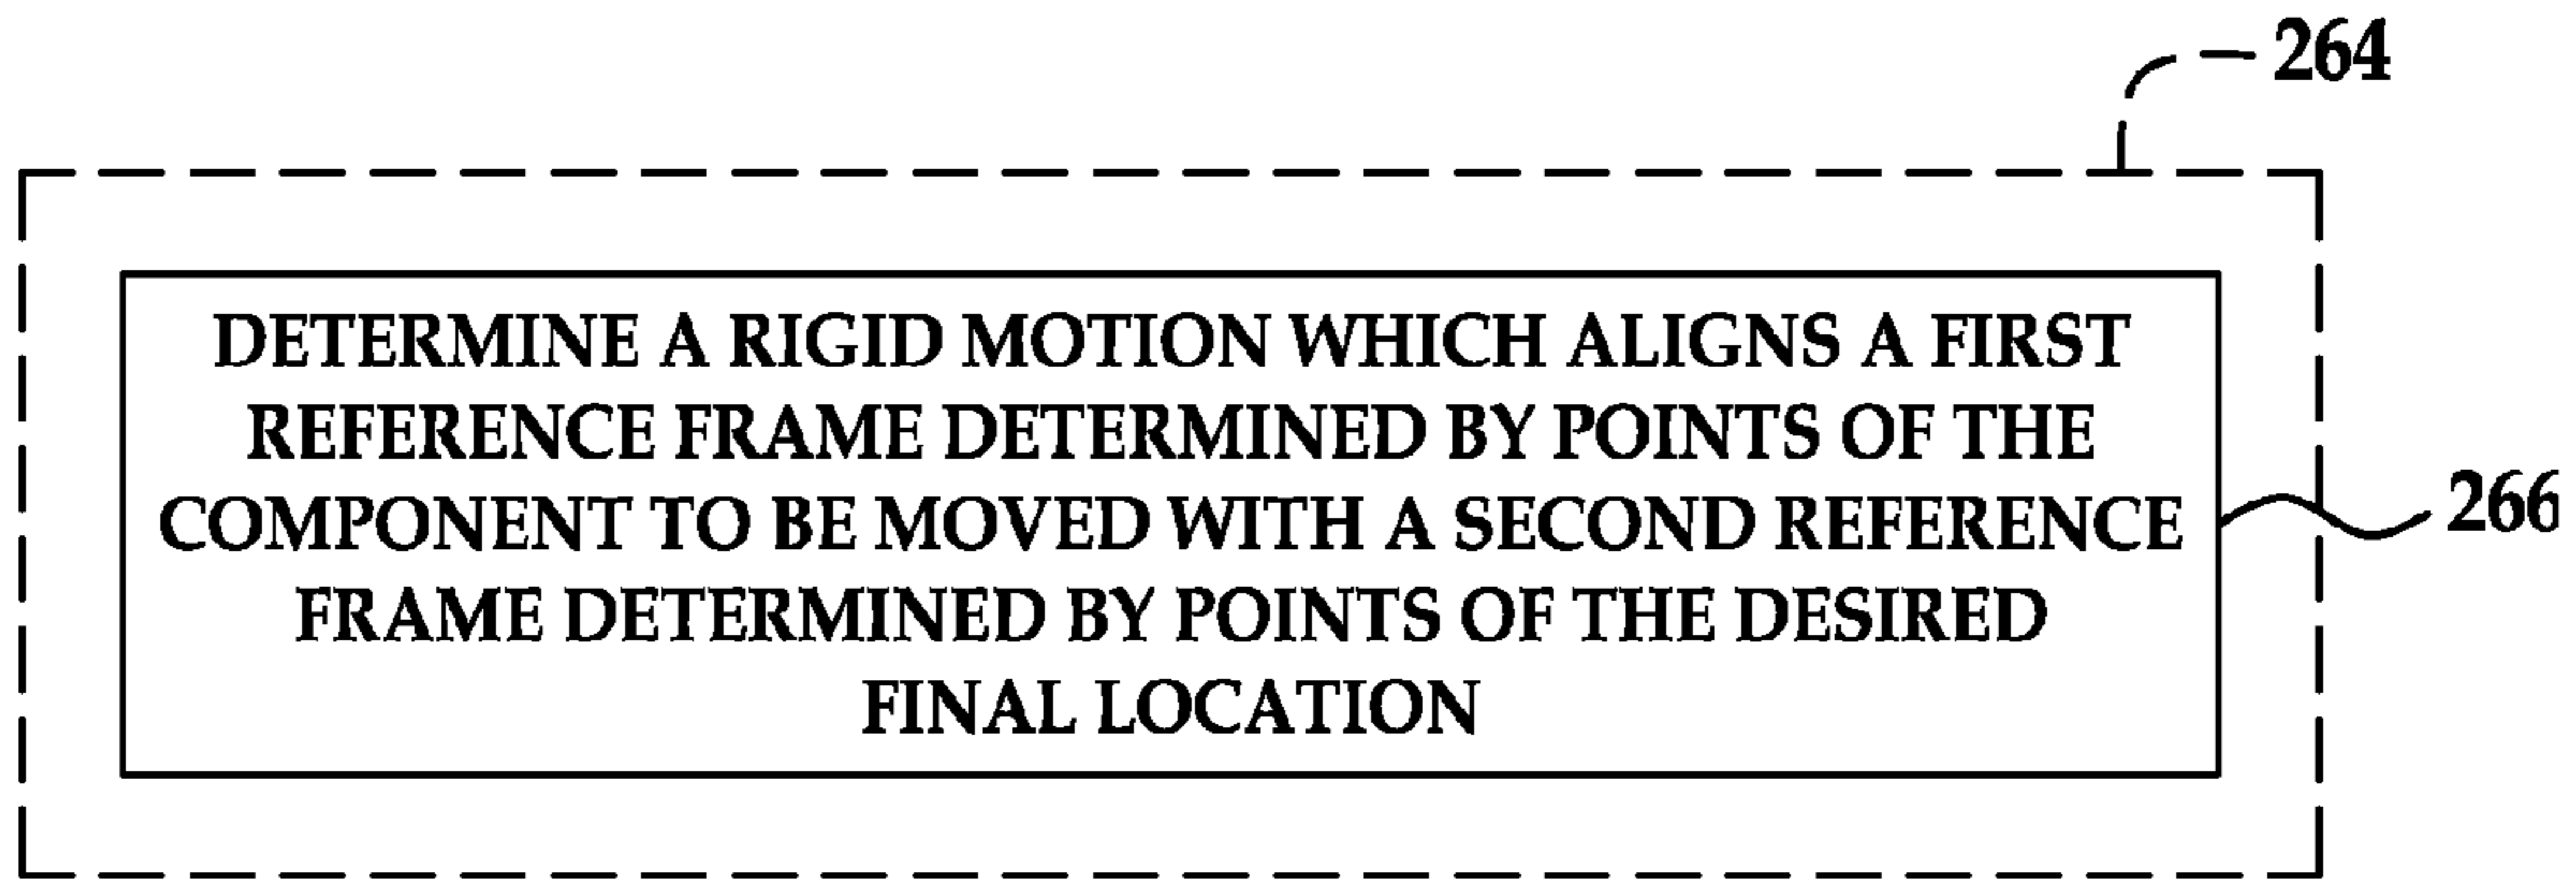 264
DETERMINE A RIGID MOTION WHICH ALIGNS A FIRST
REFERENCE FRAME DETERMINED BY POINTS OF THE
COMPONENT TO BE MOVED WITH A SECOND REFERENCE
FRAME DETERMINED BY POINTS OF THE DESIRED
FINAL LOCATION
266